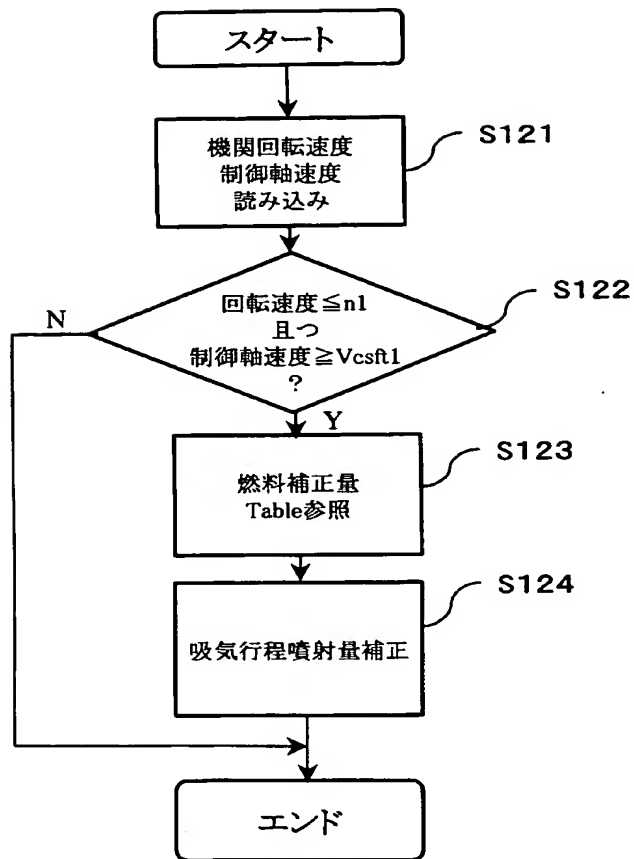 スタート
機関回転速度
制御軸速度
読み込み
S121
回転速度≦n1
且つ
制御軸速度≧Vcsft1
?
S122
N
Y
燃料補正量
Table参照
S123
吸気行程噴射量補正
S124
エンド